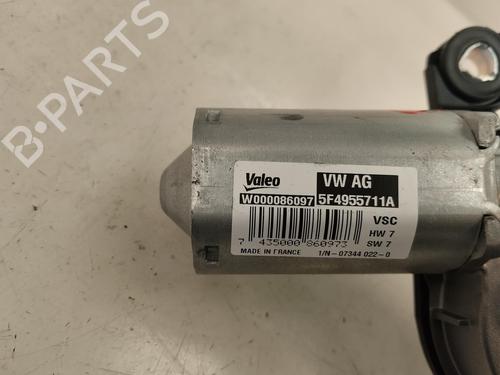 B-PARTS
Valeo VW AG
W000086097 5F4955711A
VSC
HW 7
7 435000 860973 SW 7
MADE IN FRANCE 1/N-07344 022-0